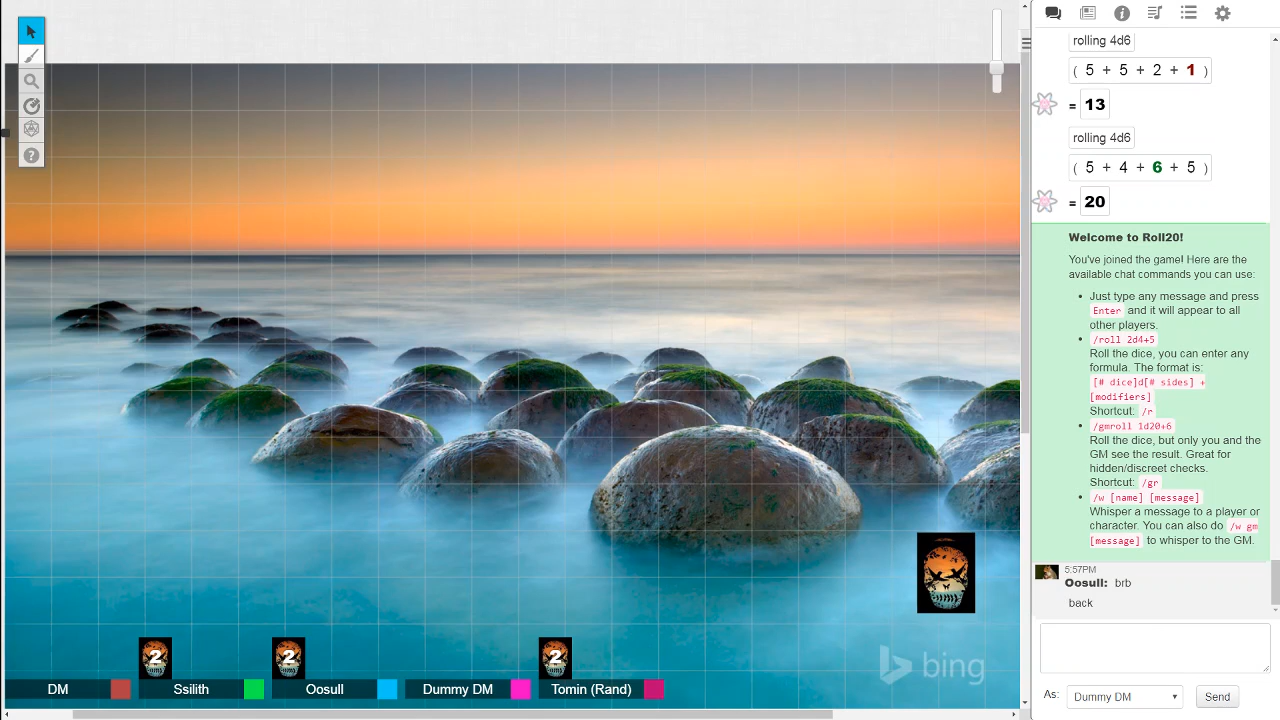 rolling 4d6
( 5 + 5 + 2 + 1 )
= 13
rolling 4d6
( 5 + 4 + 6 + 5 )
= 20
Welcome to Roll20!
You've joined the game! Here are the
available chat commands you can use:
• Just type any message and press
Enter and it will appear to all
other players.
• /roll 2d4+5
Roll the dice, you can enter any
formula. The format is:
[# dice]d[# sides] +
[modifiers]
Shortcut: /r
• /gmroll 1d20+6
Roll the dice, but only you and the
GM see the result. Great for
hidden/discreet checks.
Shortcut: /gr
• /w [name] [message]
Whisper a message to a player or
character. You can also do /w gm
[message] to whisper to the GM.
5:57PM
Oosull: brb
back
As: Dummy DM Send
bing
2 2 2
DM Ssilith Oosull Dummy DM Tomin (Rand)